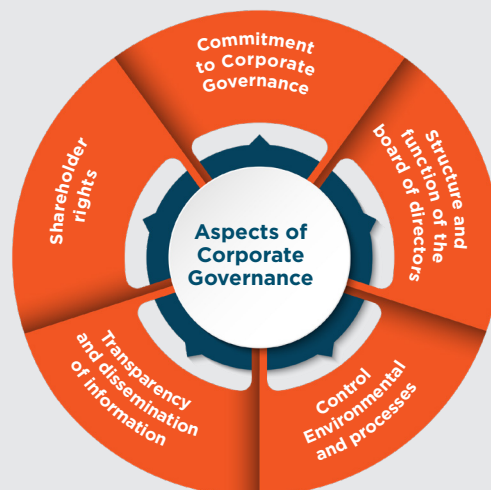 Commitment
to Corporate
Governance
Structure and
function of the
board of directors
Control
Environmental
and processes
Transparency
and dissemination
of information
Shareholder
rights
Aspects of
Corporate
Governance